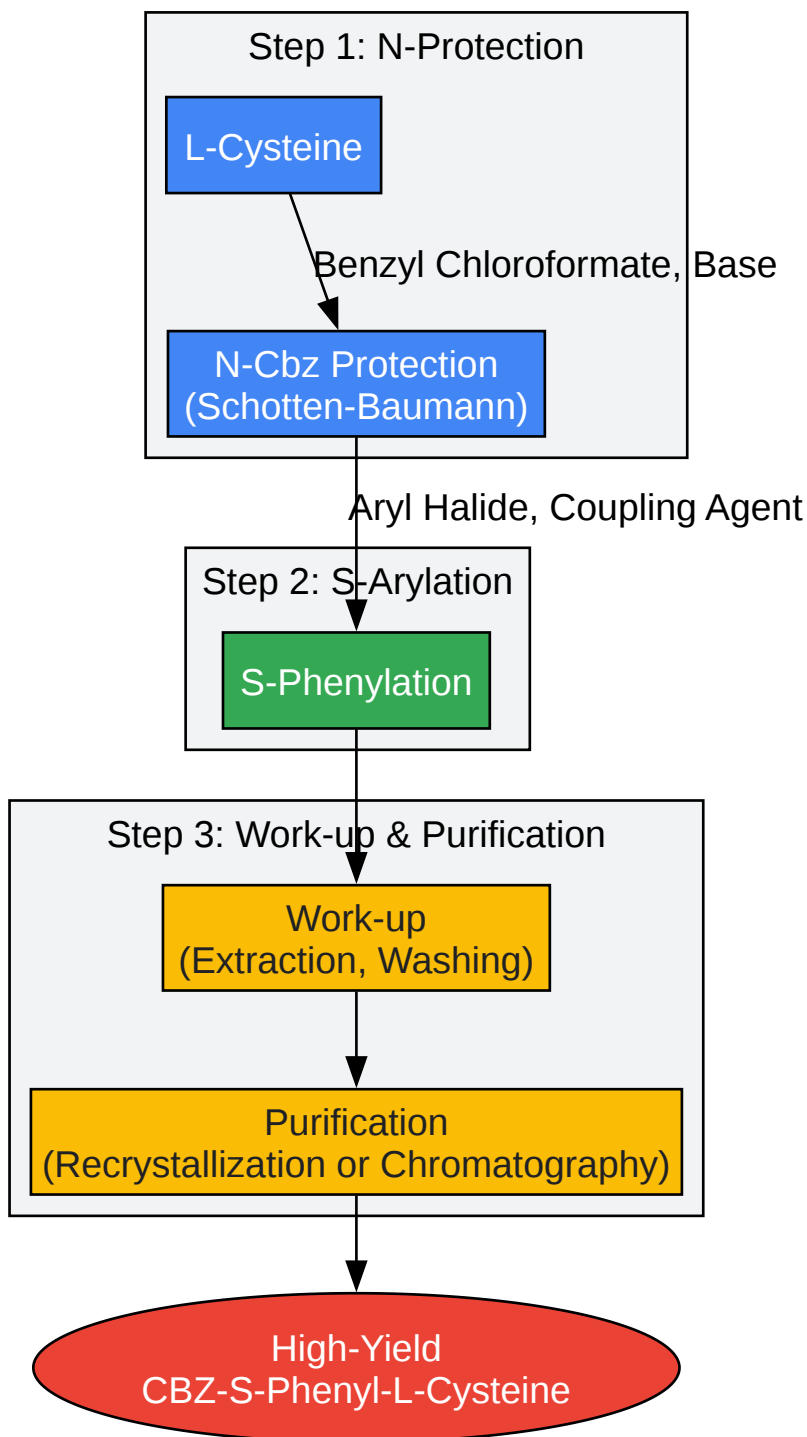 Step 1: N-Protection
L-Cysteine
Benzyl Chloroformate, Base
N-Cbz Protection
(Schotten-Baumann)
Aryl Halide, Coupling Agent
Step 2: S-Arylation
S-Phenylation
Step 3: Work-up & Purification
Work-up
(Extraction, Washing)
Purification
(Recrystallization or Chromatography)
High-Yield
CBZ-S-Phenyl-L-Cysteine